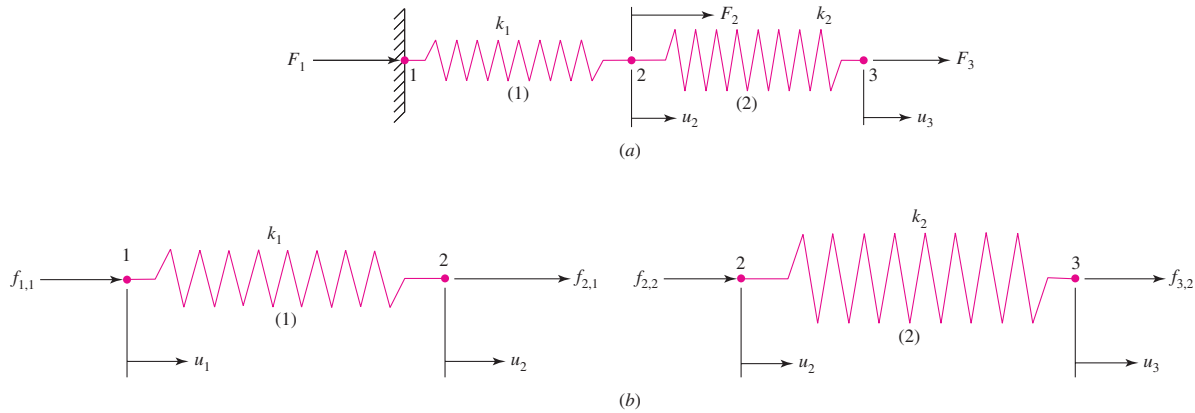 k₁
F₂
k₂
F₁
1
2
3
F₃
(1)
(2)
u₂
u₃
(a)
k₁
k₂
1
2
2
3
f₁,₁
f₂,₁
f₂,₂
f₃,₂
(1)
(2)
u₁
u₂
u₂
u₃
(b)